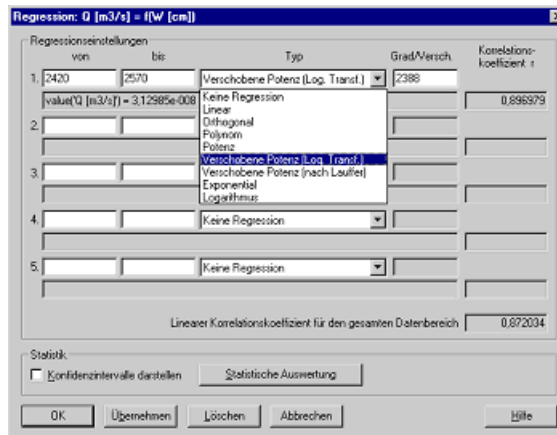 Regression: Q [m3/s] = f(W [cm])
Regressionseinstellungen
von bis Typ Grad/Versch. Korrelations-
koeffizient r
1. 2420 2570 Verschobene Potenz (Log. Transf.) 2388
value('Q [m3/s]') = 3,12985e-008 0,896979
Keine Regression
Linear
Orthogonal
Polynom
Potenz
Verschobene Potenz (Log. Transf.)
Verschobene Potenz (nach Lauffer)
Exponential
Logarithmus
2.
3.
4. Keine Regression
5. Keine Regression
Linearer Korrelationskoeffizient für den gesamten Datenbereich 0,872034
Statistik
Konfidenzintervalle darstellen Statistische Auswertung
OK Übernehmen Löschen Abbrechen Hilfe